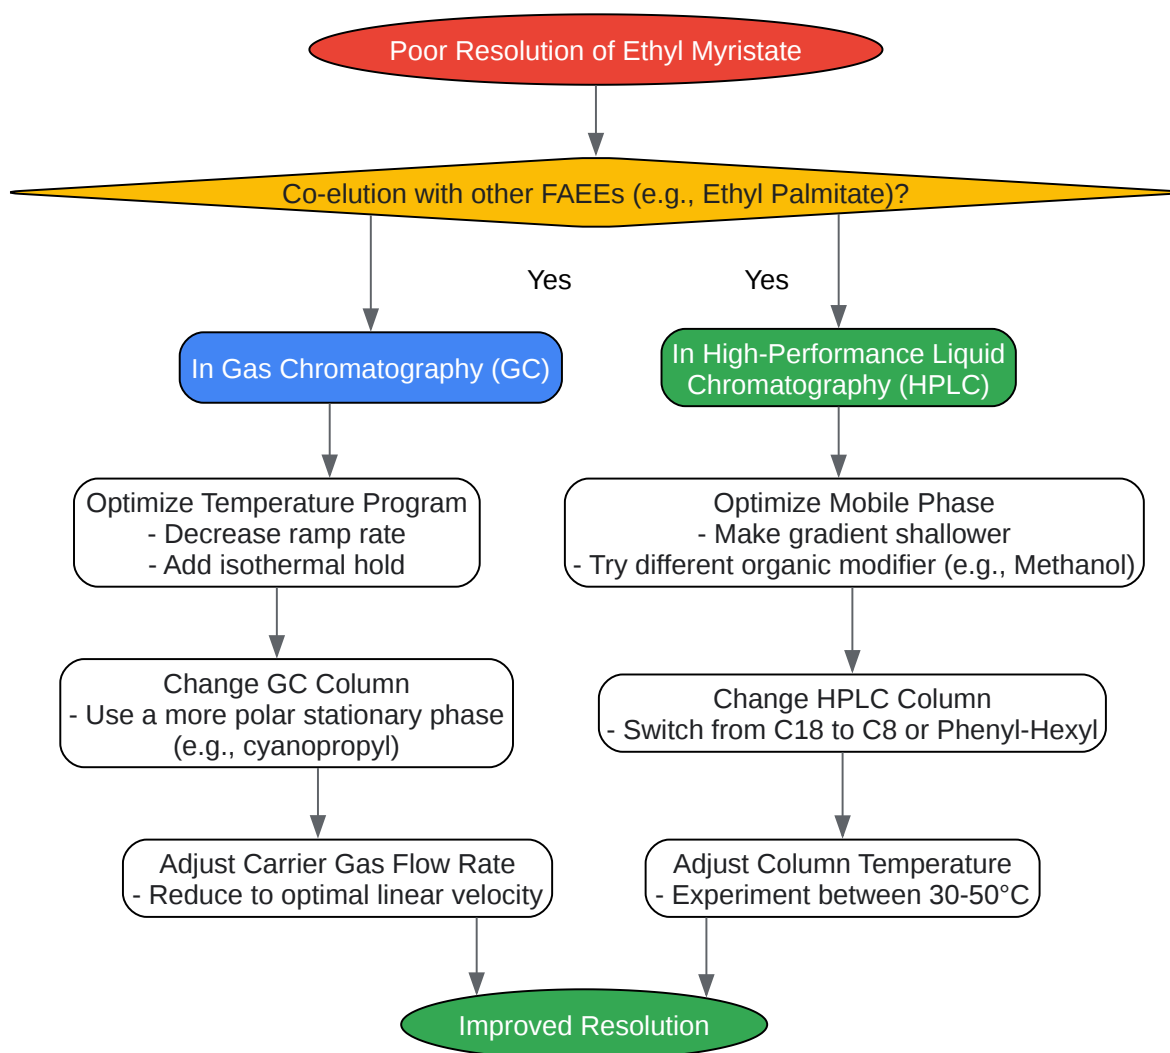 Poor Resolution of Ethyl Myristate
Co-elution with other FAEEs (e.g., Ethyl Palmitate)?
Yes
Yes
In Gas Chromatography (GC)
In High-Performance Liquid
Chromatography (HPLC)
Optimize Temperature Program
- Decrease ramp rate
- Add isothermal hold
Optimize Mobile Phase
- Make gradient shallower
- Try different organic modifier (e.g., Methanol)
Change GC Column
- Use a more polar stationary phase
(e.g., cyanopropyl)
Change HPLC Column
- Switch from C18 to C8 or Phenyl-Hexyl
Adjust Carrier Gas Flow Rate
- Reduce to optimal linear velocity
Adjust Column Temperature
- Experiment between 30-50°C
Improved Resolution